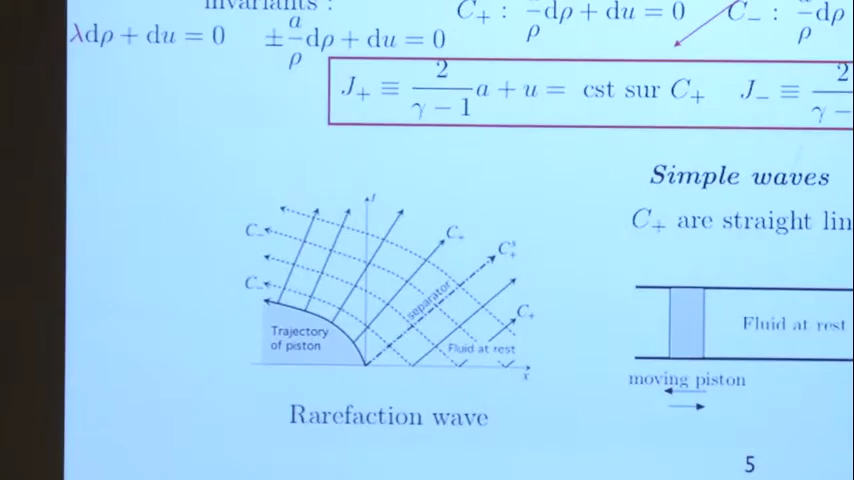 invariants :
C₊ : a/ρ dρ + du = 0   C₋ : a/ρ dρ
λdρ + du = 0   ± a/ρ dρ + du = 0
J₊ ≡ 2/(γ − 1) a + u = cst sur C₊   J₋ ≡ 2/(γ −
Simple waves
C₊ are straight lin
t
C₋
C₊
C₊ˢ
C₋
separator
C₊
Trajectory
of piston
Fluid at rest
x
Rarefaction wave
Fluid at rest
moving piston
5